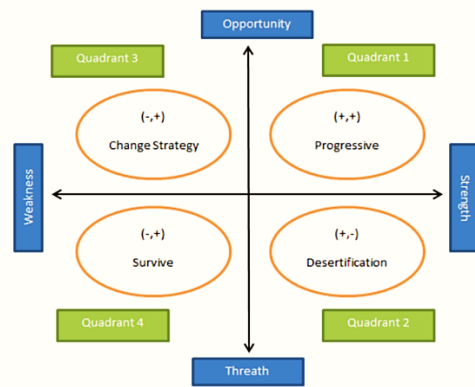 Opportunity
Quadrant 3
Quadrant 1
(-,+)
Change Strategy
(+,+)
Progressive
Weakness
Strength
(-,+)
Survive
(+,-)
Desertification
Quadrant 4
Quadrant 2
Threath